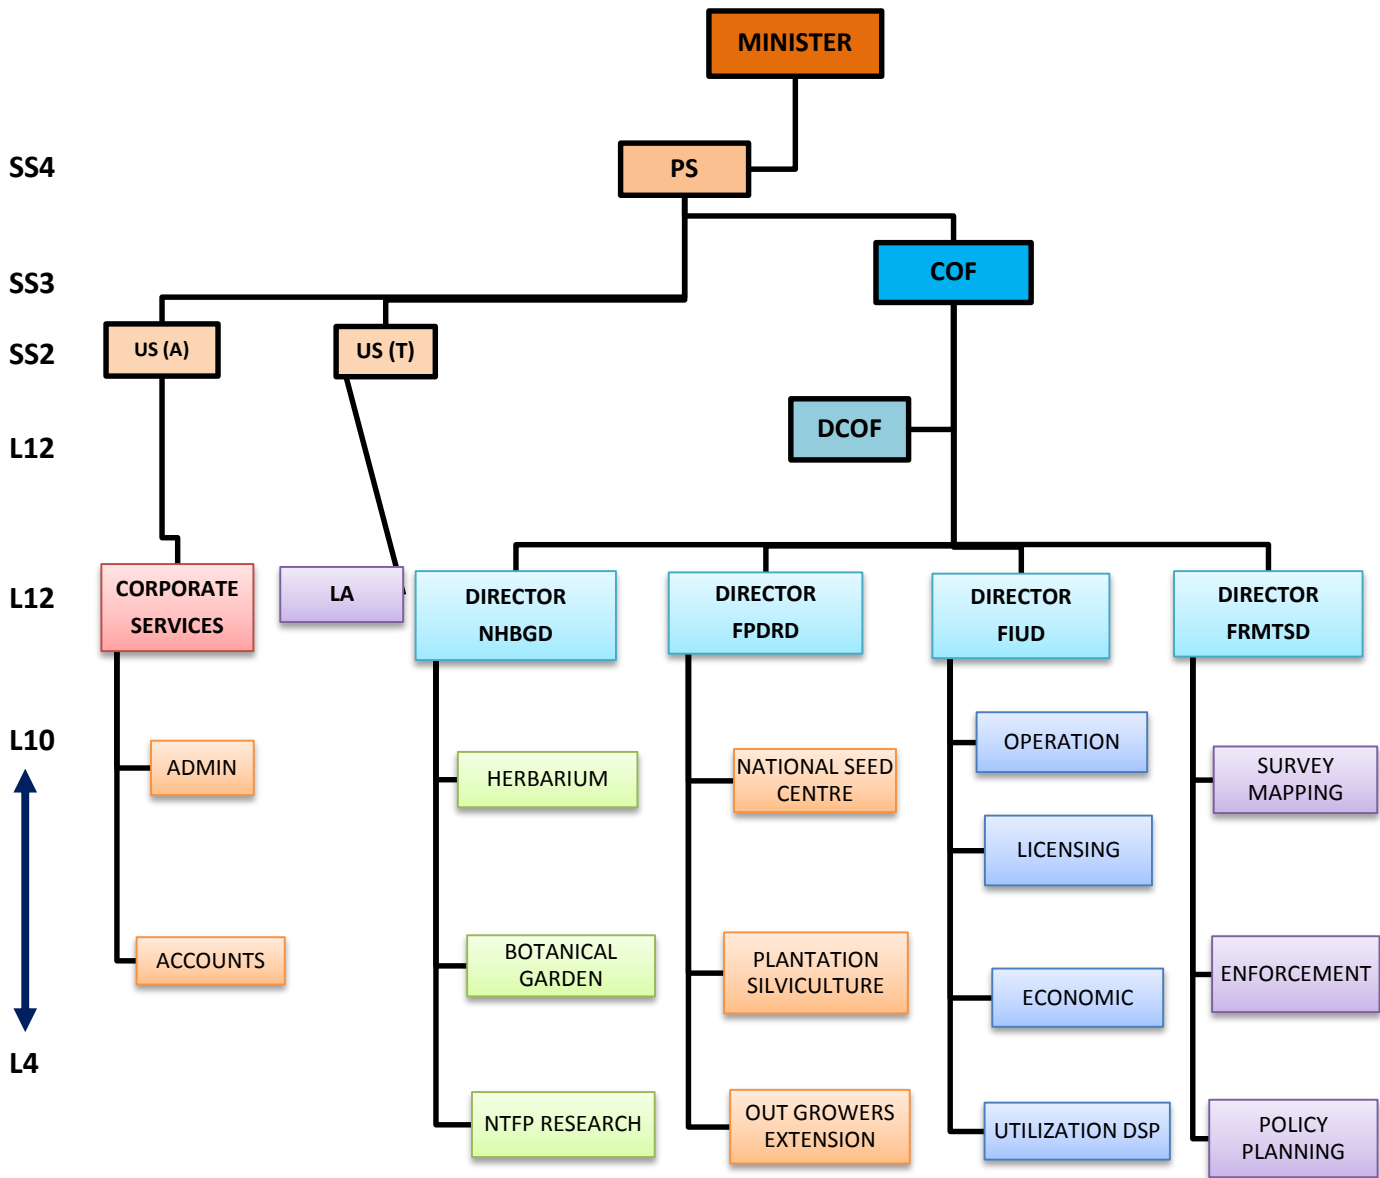 MINISTER
SS4
PS
SS3
COF
SS2
US (A)
US (T)
L12
DCOF
L12
CORPORATE
SERVICES
LA
DIRECTOR
NHBGD
DIRECTOR
FPDRD
DIRECTOR
FIUD
DIRECTOR
FRMTSD
L10
ADMIN
HERBARIUM
NATIONAL SEED
CENTRE
OPERATION
SURVEY
MAPPING
LICENSING
ACCOUNTS
BOTANICAL
GARDEN
PLANTATION
SILVICULTURE
ECONOMIC
ENFORCEMENT
L4
NTFP RESEARCH
OUT GROWERS
EXTENSION
UTILIZATION DSP
POLICY
PLANNING